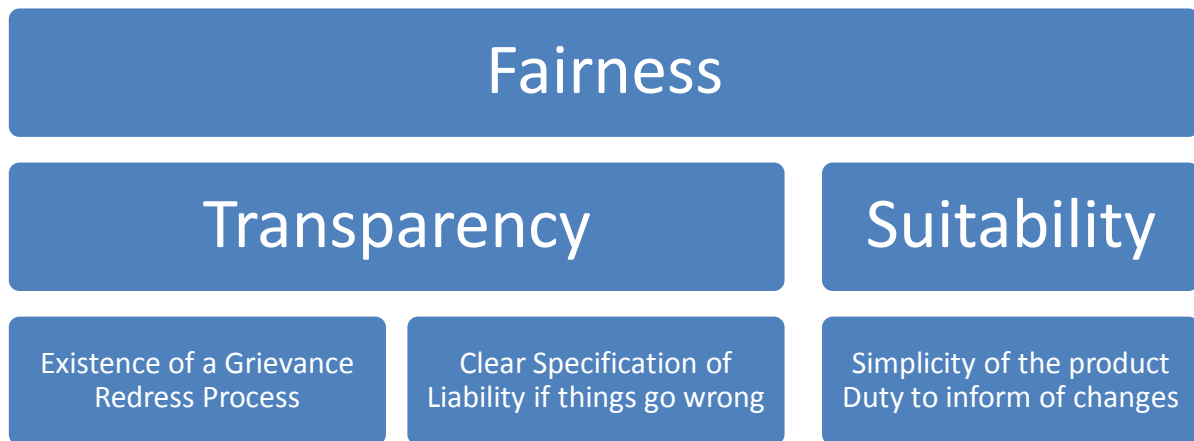 Fairness
Transparency
Suitability
Existence of a Grievance
Redress Process
Clear Specification of
Liability if things go wrong
Simplicity of the product
Duty to inform of changes